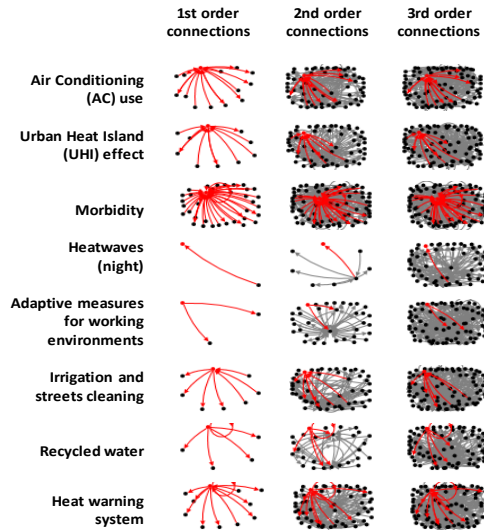 1st order
connections
2nd order
connections
3rd order
connections
Air Conditioning
(AC) use
Urban Heat Island
(UHI) effect
Morbidity
Heatwaves
(night)
Adaptive measures
for working
environments
Irrigation and
streets cleaning
Recycled water
Heat warning
system